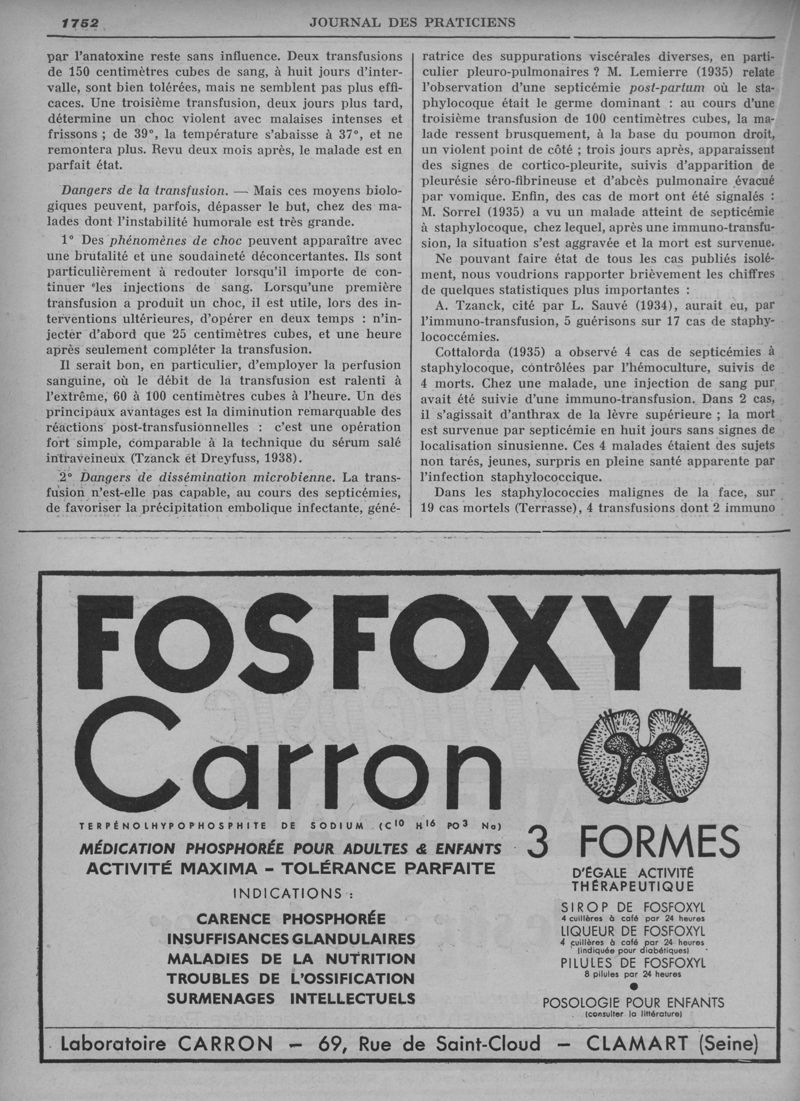 1752
JOURNAL DES PRATICIENS
par l'anatoxine reste sans influence. Deux transfusions
de 150 centimètres cubes de sang, à huit jours d'inter-
valle, sont bien tolérées, mais ne semblent pas plus effi-
caces. Une troisième transfusion, deux jours plus tard,
détermine un choc violent avec malaises intenses et
frissons ; de 39°, la température s'abaisse à 37°, et ne
remontera plus. Revu deux mois après, le malade est en
parfait état.
Dangers de la transfusion. — Mais ces moyens biolo-
giques peuvent, parfois, dépasser le but, chez des ma-
lades dont l'instabilité humorale est très grande.
1° Des phénomènes de choc peuvent apparaître avec
une brutalité et une soudaineté déconcertantes. Ils sont
particulièrement à redouter lorsqu'il importe de con-
tinuer les injections de sang. Lorsqu'une première
transfusion a produit un choc, il est utile, lors des in-
terventions ultérieures, d'opérer en deux temps : n'in-
jecter d'abord que 25 centimètres cubes, et une heure
après seulement compléter la transfusion.
Il serait bon, en particulier, d'employer la perfusion
sanguine, où le débit de la transfusion est ralenti à
l'extrême, 60 à 100 centimètres cubes à l'heure. Un des
principaux avantages est la diminution remarquable des
réactions post-transfusionnelles : c'est une opération
fort simple, comparable à la technique du sérum salé
intraveineux (Tzanck et Dreyfuss, 1938).
2° Dangers de dissémination microbienne. La trans-
fusion n'est-elle pas capable, au cours des septicémies,
de favoriser la précipitation embolique infectante, géné-
ratrice des suppurations viscérales diverses, en parti-
culier pleuro-pulmonaires ? M. Lemierre (1935) relate
l'observation d'une septicémie post-partum où le sta-
phylocoque était le germe dominant : au cours d'une
troisième transfusion de 100 centimètres cubes, la ma-
lade ressent brusquement, à la base du poumon droit,
un violent point de côté ; trois jours après, apparaissent
des signes de cortico-pleurite, suivis d'apparition de
pleurésie séro-fibrineuse et d'abcès pulmonaire évacué
par vomique. Enfin, des cas de mort ont été signalés :
M. Sorrel (1935) a vu un malade atteint de septicémie
à staphylocoque, chez lequel, après une immuno-transfu-
sion, la situation s'est aggravée et la mort est survenue.
Ne pouvant faire état de tous les cas publiés isolé-
ment, nous voudrions rapporter brièvement les chiffres
de quelques statistiques plus importantes :
A. Tzanck, cité par L. Sauvé (1934), aurait eu, par
l'immuno-transfusion, 5 guérisons sur 17 cas de staphy-
lococcémies.
Cottalorda (1935) a observé 4 cas de septicémies à
staphylocoque, contrôlées par l'hémoculture, suivis de
4 morts. Chez une malade, une injection de sang pur
avait été suivie d'une immuno-transfusion. Dans 2 cas,
il s'agissait d'anthrax de la lèvre supérieure ; la mort
est survenue par septicémie en huit jours sans signes de
localisation sinusienne. Ces 4 malades étaient des sujets
non tarés, jeunes, surpris en pleine santé apparente par
l'infection staphylococcique.
Dans les staphylococcies malignes de la face, sur
19 cas mortels (Terrasse), 4 transfusions dont 2 immuno
FOSFOXYL
Carron
TERPÉNOLHYPOPHOSPHITE DE SODIUM (C10 H16 PO3 Na)
MÉDICATION PHOSPHORÉE POUR ADULTES & ENFANTS
ACTIVITÉ MAXIMA - TOLÉRANCE PARFAITE
INDICATIONS :
CARENCE PHOSPHORÉE
INSUFFISANCES GLANDULAIRES
MALADIES DE LA NUTRITION
TROUBLES DE L'OSSIFICATION
SURMENAGES INTELLECTUELS
3 FORMES
D'ÉGALE ACTIVITÉ
THÉRAPEUTIQUE
SIROP DE FOSFOXYL
4 cuillères à café par 24 heures
LIQUEUR DE FOSFOXYL
4 cuillères à café par 24 heures
(indiquée pour diabétiques)
PILULES DE FOSFOXYL
8 pilules par 24 heures
POSOLOGIE POUR ENFANTS
(consulter la littérature)
Laboratoire CARRON — 69, Rue de Saint-Cloud — CLAMART (Seine)